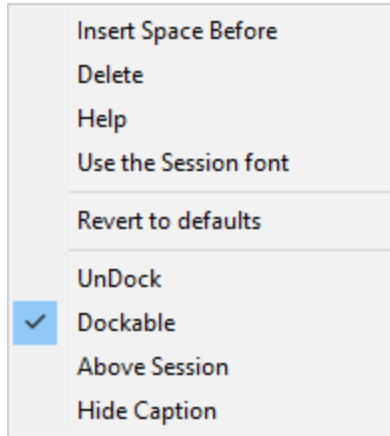 Insert Space Before
Delete
Help
Use the Session font
Revert to defaults
UnDock
Dockable
Above Session
Hide Caption